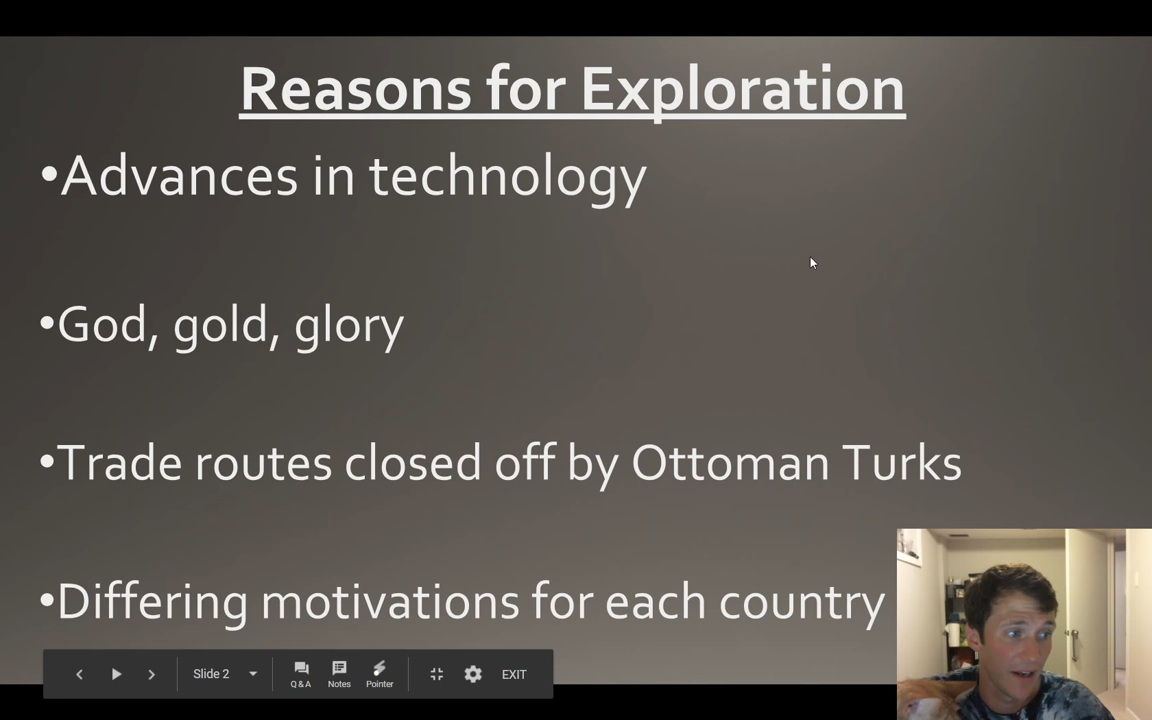 Reasons for Exploration
•Advances in technology
•God, gold, glory
•Trade routes closed off by Ottoman Turks
•Differing motivations for each country
Slide 2
Q & A
Notes
Pointer
EXIT